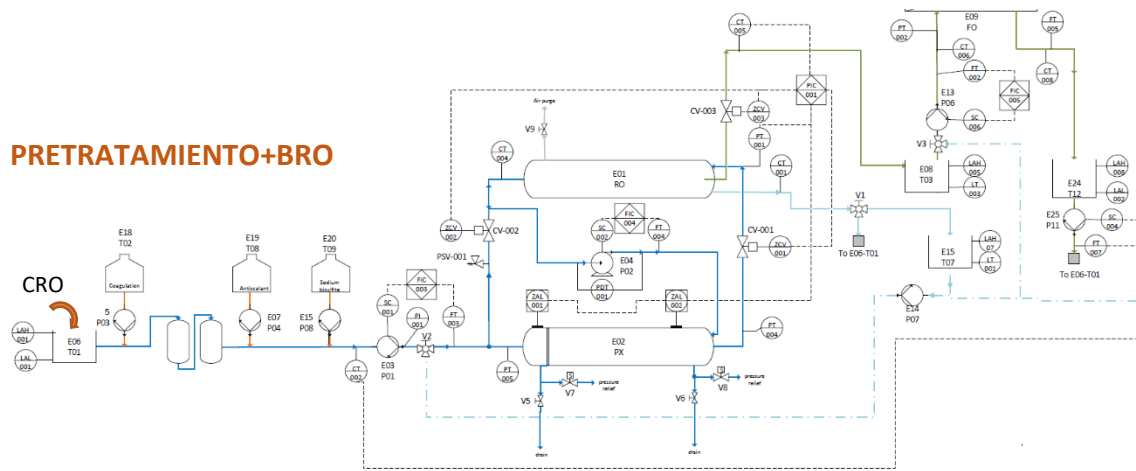 PRETRATAMIENTO+BRO
CRO
LAH
001
LAL
001
E06
T01
E18
T02
Coagulation
5
P03
E19
T08
Antiscalant
E07
P04
E20
T09
Sodium
bisulfite
E15
P08
CT
002
SC
001
FIC
003
PI
001
FT
003
E03
P01
V2
PT
005
ZCV
002
CV-002
PSV-001
CT
004
Air purge
V9
E01
RO
SC
002
FIC
004
FT
004
E04
P02
PDT
001
ZAL
001
ZAL
002
E02
PX
V5
V7
pressure
relief
drain
V6
V8
pressure
relief
drain
PT
004
CV-001
ZCV
001
CT
005
PIC
001
CV-003
ZCV
003
PT
001
CT
001
V1
To E06-T01
E15
T07
LAH
07
LT
001
E14
P07
E09
FO
PT
002
CT
006
FT
002
FIC
005
SC
006
E13
P06
V3
E08
T03
LAH
005
LT
003
FT
005
CT
008
E24
T12
LAH
008
LAL
002
E25
P11
SC
004
FT
007
To E06-T01